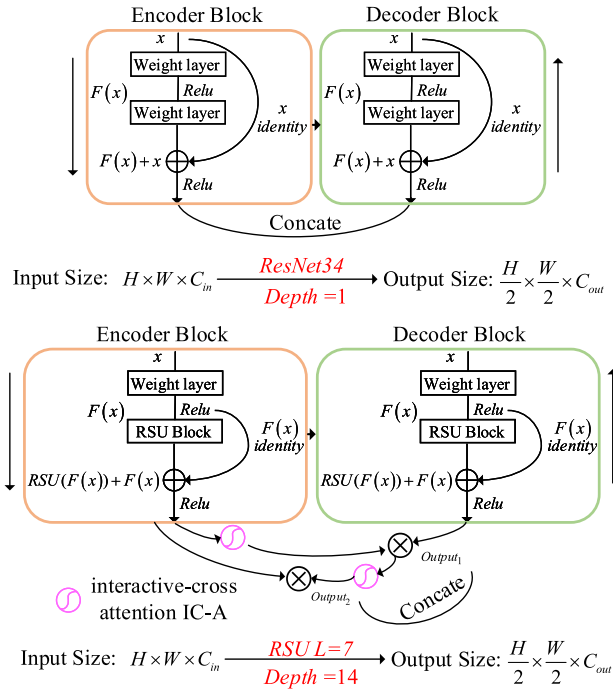 Encoder Block Decoder Block
x x
Weight layer Weight layer
F(x) Relu F(x) Relu
Weight layer x Weight layer x
identity identity
F(x)+x F(x)+x
Relu Relu
Concate
Input Size: H×W×C_in ResNet34 Output Size: H/2 × W/2 × C_out
Depth =1
Encoder Block Decoder Block
x x
Weight layer Weight layer
F(x) Relu F(x) Relu
RSU Block F(x) RSU Block F(x)
identity identity
RSU(F(x))+F(x) RSU(F(x))+F(x)
Relu Relu
Output₁
interactive-cross Output₂ Concate
attention IC-A
Input Size: H×W×C_in RSU L=7 Output Size: H/2 × W/2 × C_out
Depth =14